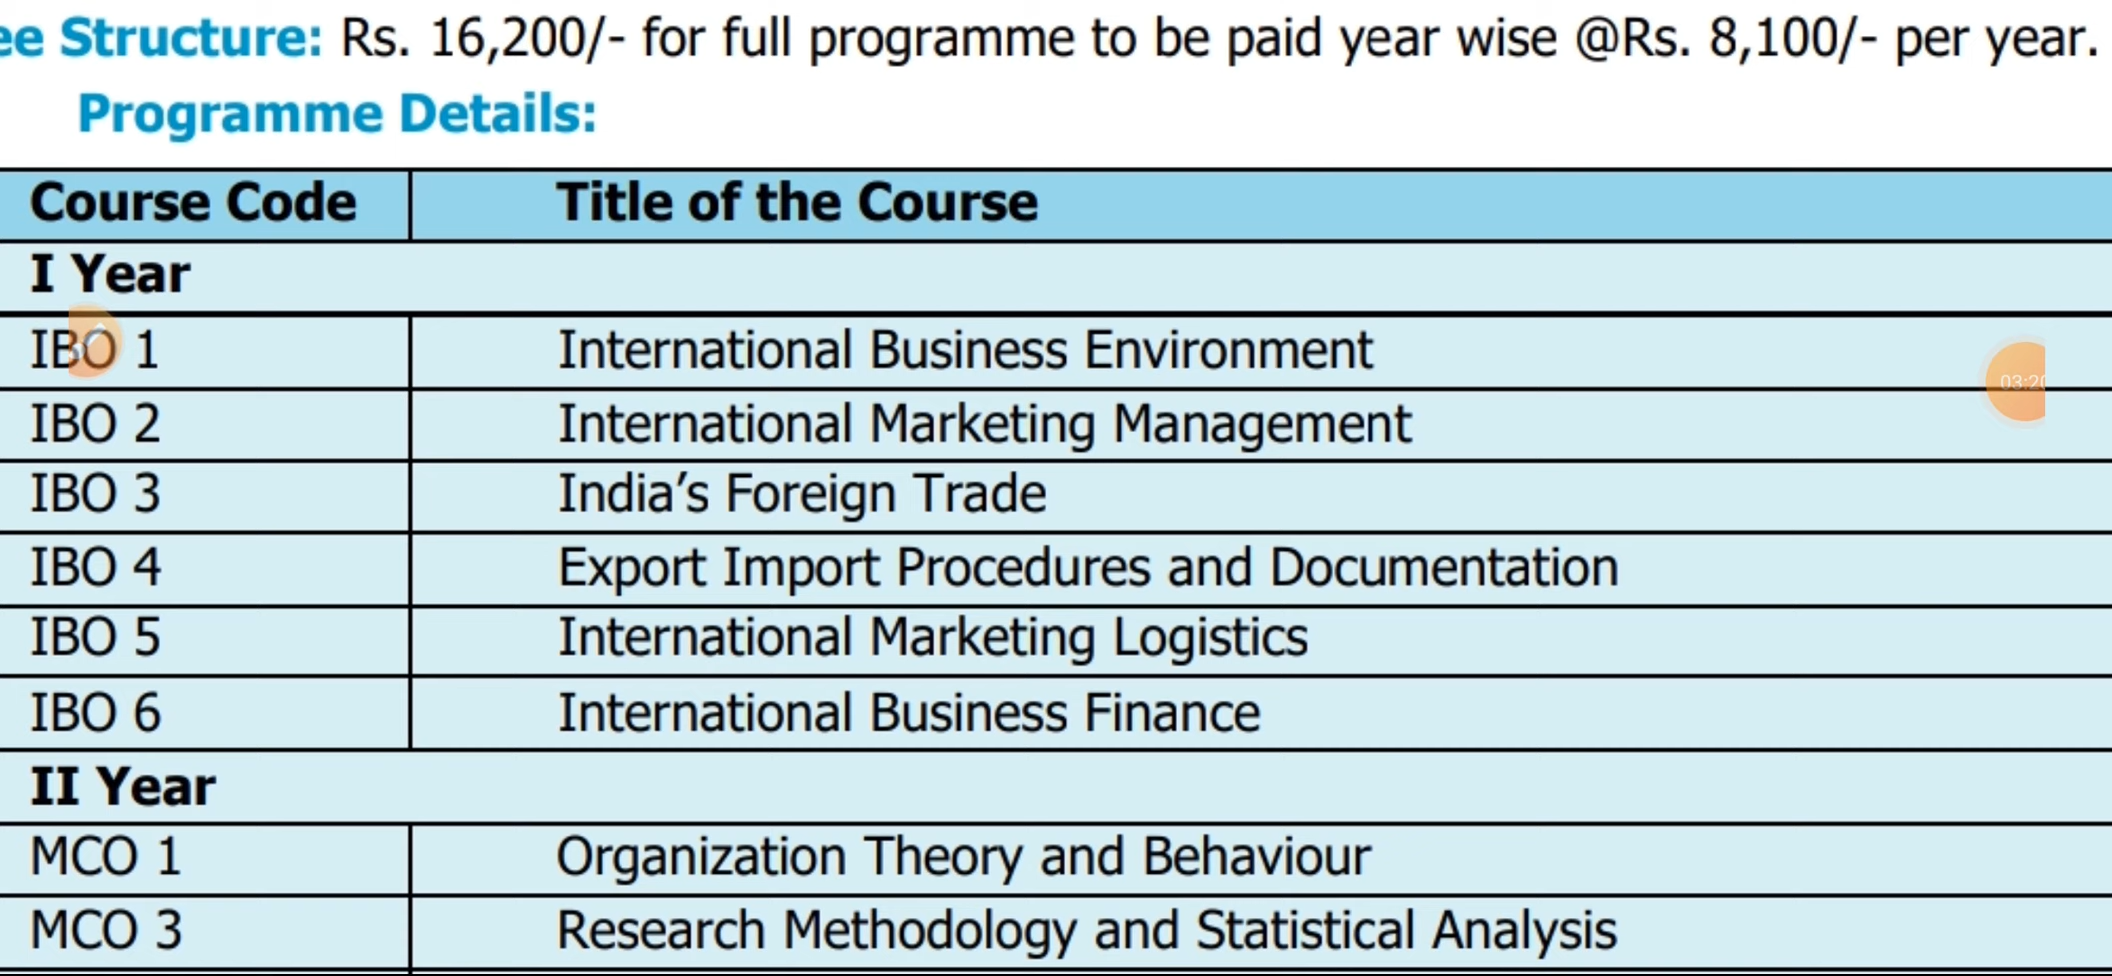 ee Structure: Rs. 16,200/- for full programme to be paid year wise @Rs. 8,100/- per year.
Programme Details:
Course Code Title of the Course
I Year
IBO 1 International Business Environment
03:20
IBO 2 International Marketing Management
IBO 3 India’s Foreign Trade
IBO 4 Export Import Procedures and Documentation
IBO 5 International Marketing Logistics
IBO 6 International Business Finance
II Year
MCO 1 Organization Theory and Behaviour
MCO 3 Research Methodology and Statistical Analysis